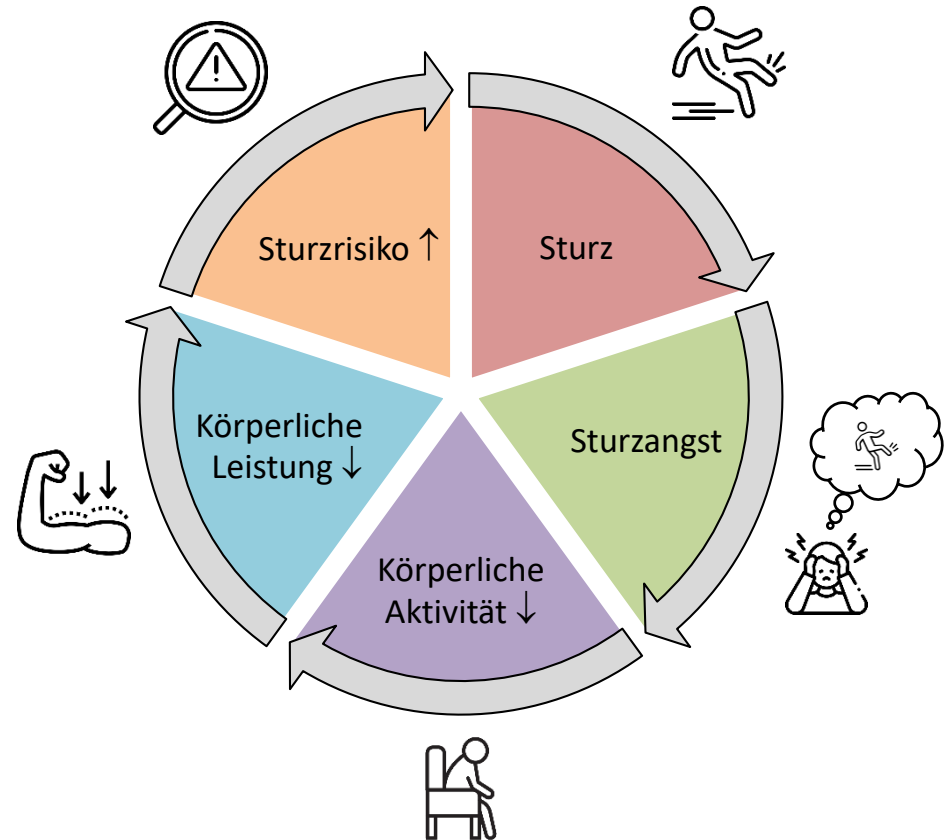 Sturz
Sturzangst
Körperliche
Aktivität ↓
Körperliche
Leistung ↓
Sturzrisiko ↑